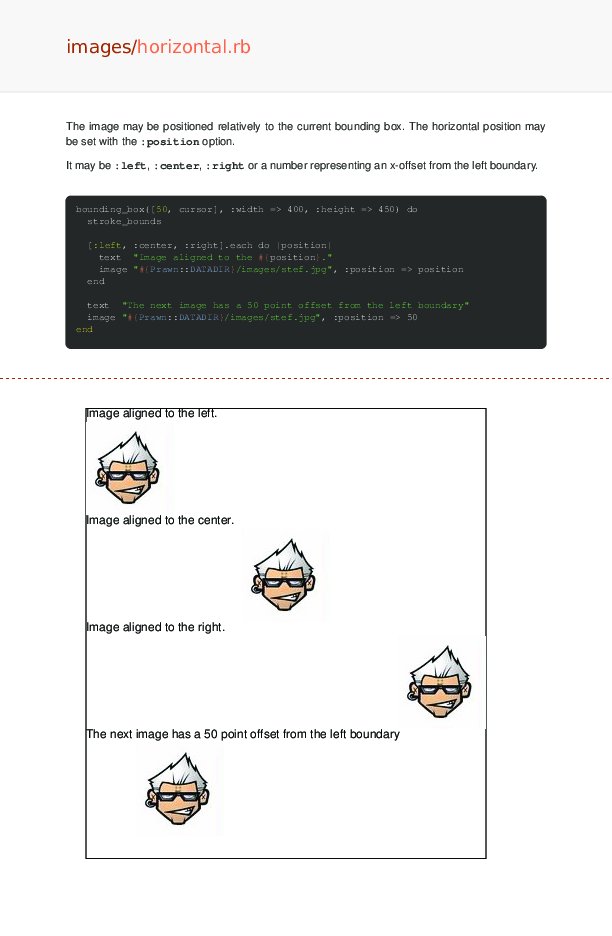 images/horizontal.rb
The image may be positioned relatively to the current bounding box. The horizontal position may
be set with the :position option.
It may be :left, :center, :right or a number representing an x-offset from the left boundary.
bounding_box([50, cursor], :width => 400, :height => 450) do
  stroke_bounds
  [:left, :center, :right].each do |position|
    text  "Image aligned to the #{position}."
    image "#{Prawn::DATADIR}/images/stef.jpg", :position => position
  end
  text  "The next image has a 50 point offset from the left boundary"
  image "#{Prawn::DATADIR}/images/stef.jpg", :position => 50
end
Image aligned to the left.
Image aligned to the center.
Image aligned to the right.
The next image has a 50 point offset from the left boundary